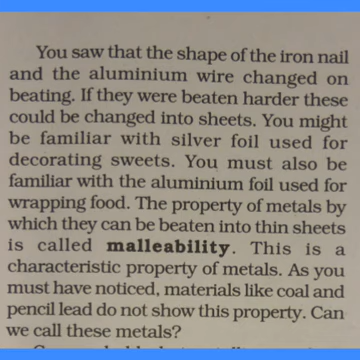 You saw that the shape of the iron nail
and the aluminium wire changed on
beating. If they were beaten harder these
could be changed into sheets. You might
be familiar with silver foil used for
decorating sweets. You must also be
familiar with the aluminium foil used for
wrapping food. The property of metals by
which they can be beaten into thin sheets
is called malleability. This is a
characteristic property of metals. As you
must have noticed, materials like coal and
pencil lead do not show this property. Can
we call these metals?